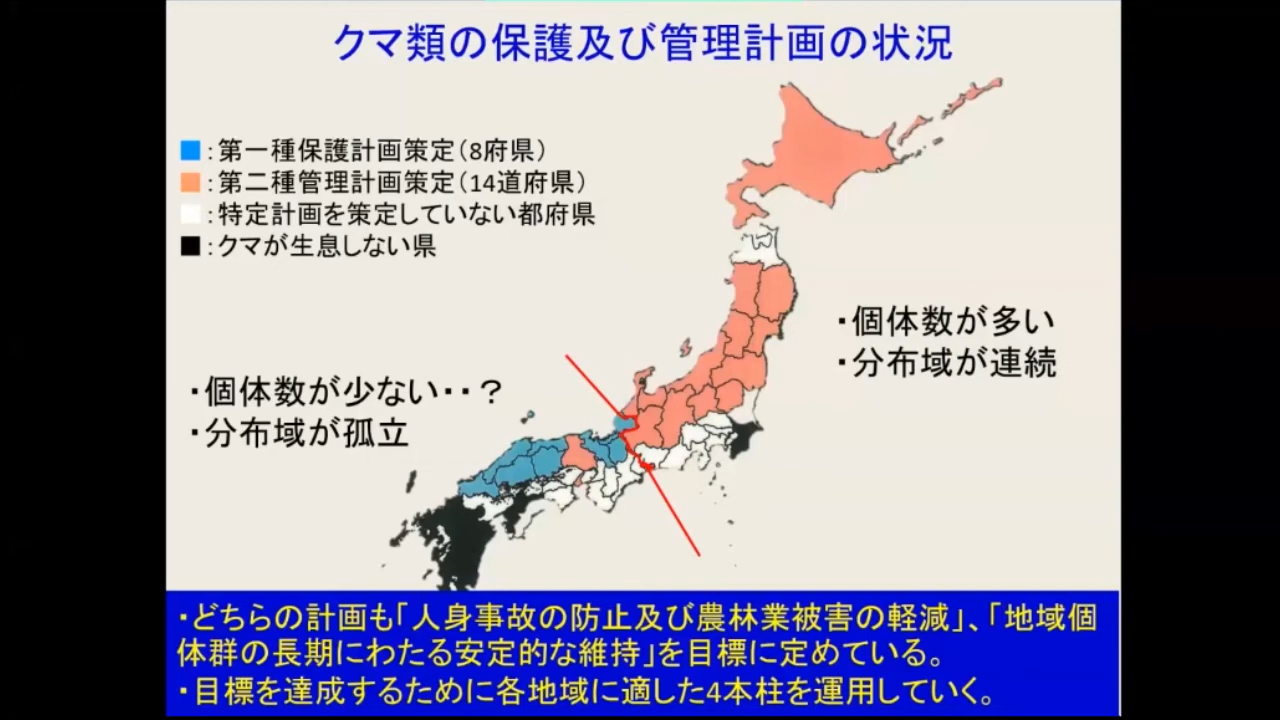 クマ類の保護及び管理計画の状況
：第一種保護計画策定（8府県）
：第二種管理計画策定（14道府県）
：特定計画を策定していない都府県
：クマが生息しない県
・個体数が多い
・分布域が連続
・個体数が少ない・・？
・分布域が孤立
・どちらの計画も「人身事故の防止及び農林業被害の軽減」、「地域個
体群の長期にわたる安定的な維持」を目標に定めている。
・目標を達成するために各地域に適した4本柱を運用していく。